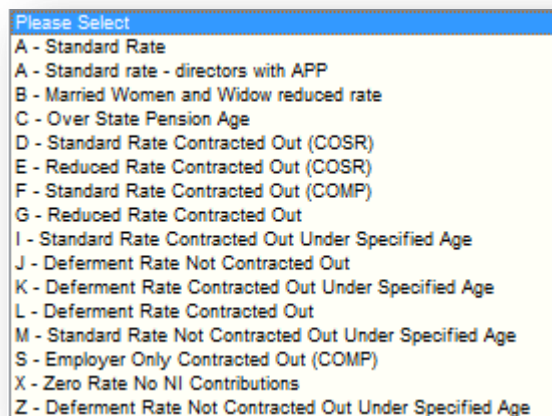 Please Select
A - Standard Rate
A - Standard rate - directors with APP
B - Married Women and Widow reduced rate
C - Over State Pension Age
D - Standard Rate Contracted Out (COSR)
E - Reduced Rate Contracted Out (COSR)
F - Standard Rate Contracted Out (COMP)
G - Reduced Rate Contracted Out
I - Standard Rate Contracted Out Under Specified Age
J - Deferment Rate Not Contracted Out
K - Deferment Rate Contracted Out Under Specified Age
L - Deferment Rate Contracted Out
M - Standard Rate Not Contracted Out Under Specified Age
S - Employer Only Contracted Out (COMP)
X - Zero Rate No NI Contributions
Z - Deferment Rate Not Contracted Out Under Specified Age